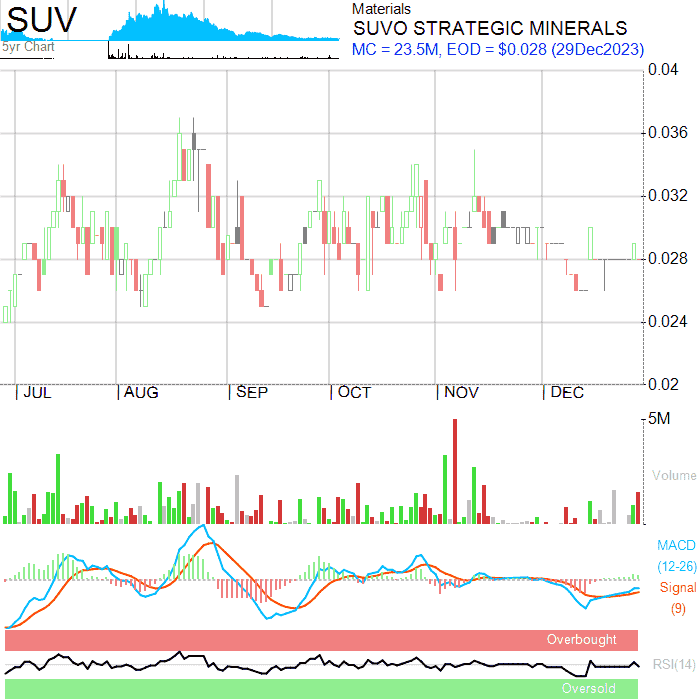 SUV
5yr Chart
Materials
SUVO STRATEGIC MINERALS
MC = 23.5M, EOD = $0.028 (29Dec2023)
0.04
0.036
0.032
0.028
0.024
0.02
JUL AUG SEP OCT NOV DEC
5M
Volume
MACD
(12-26)
Signal
(9)
Overbought
RSI(14)
Oversold